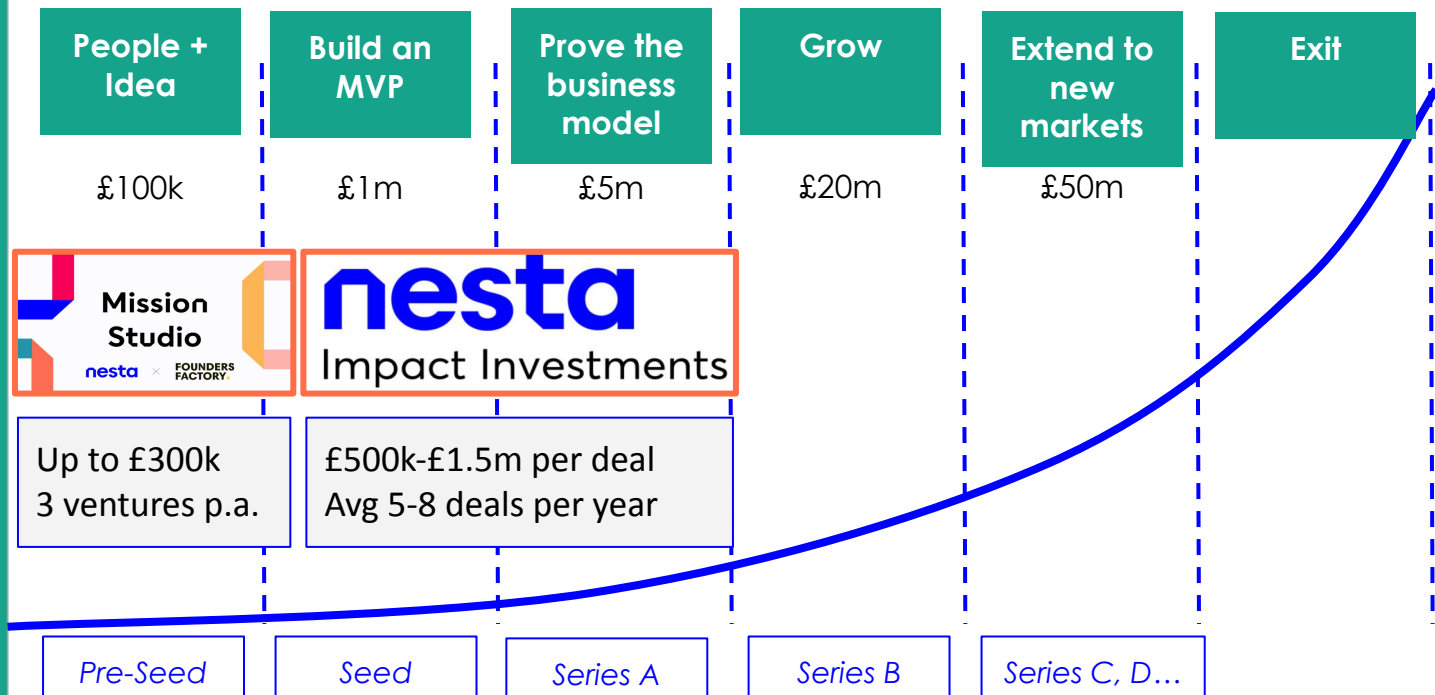 People +
Idea
Build an
MVP
Prove the
business
model
Grow
Extend to
new
markets
Exit
£100k
£1m
£5m
£20m
£50m
Mission
Studio
nesta × FOUNDERS
FACTORY.
nesta
Impact Investments
Up to £300k
3 ventures p.a.
£500k-£1.5m per deal
Avg 5-8 deals per year
Pre-Seed
Seed
Series A
Series B
Series C, D...